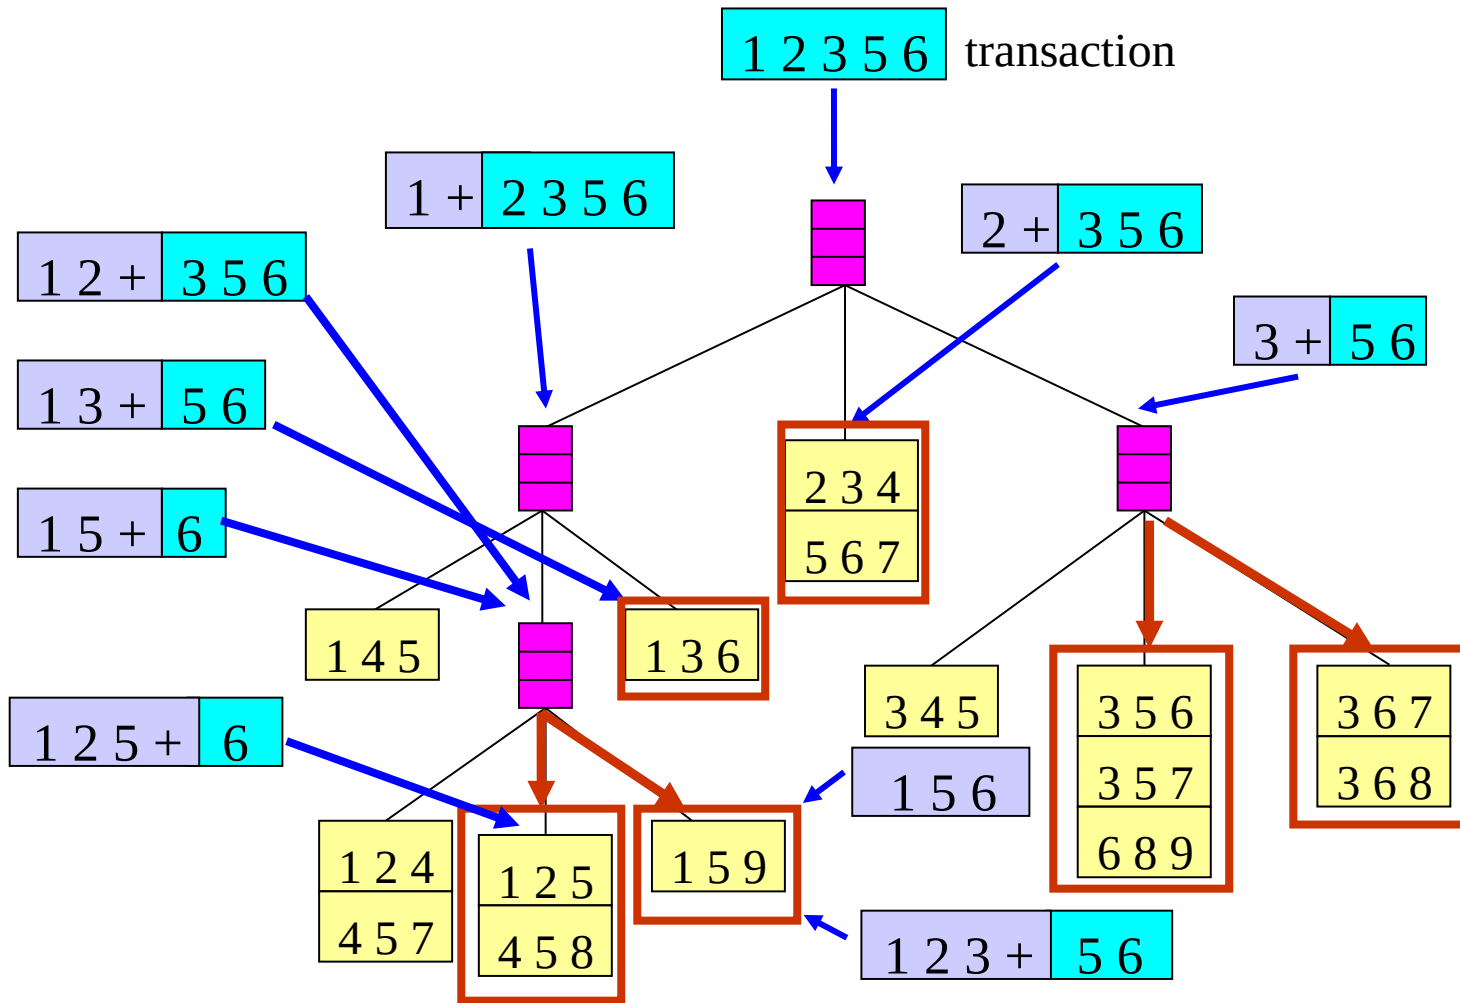 1 2 3 5 6 transaction
1 + 2 3 5 6
2 + 3 5 6
1 2 + 3 5 6
3 + 5 6
1 3 + 5 6
2 3 4
5 6 7
1 5 + 6
1 4 5
1 3 6
3 4 5
3 5 6
3 5 7
6 8 9
3 6 7
3 6 8
1 2 5 + 6
1 5 6
1 2 4
4 5 7
1 2 5
4 5 8
1 5 9
1 2 3 + 5 6